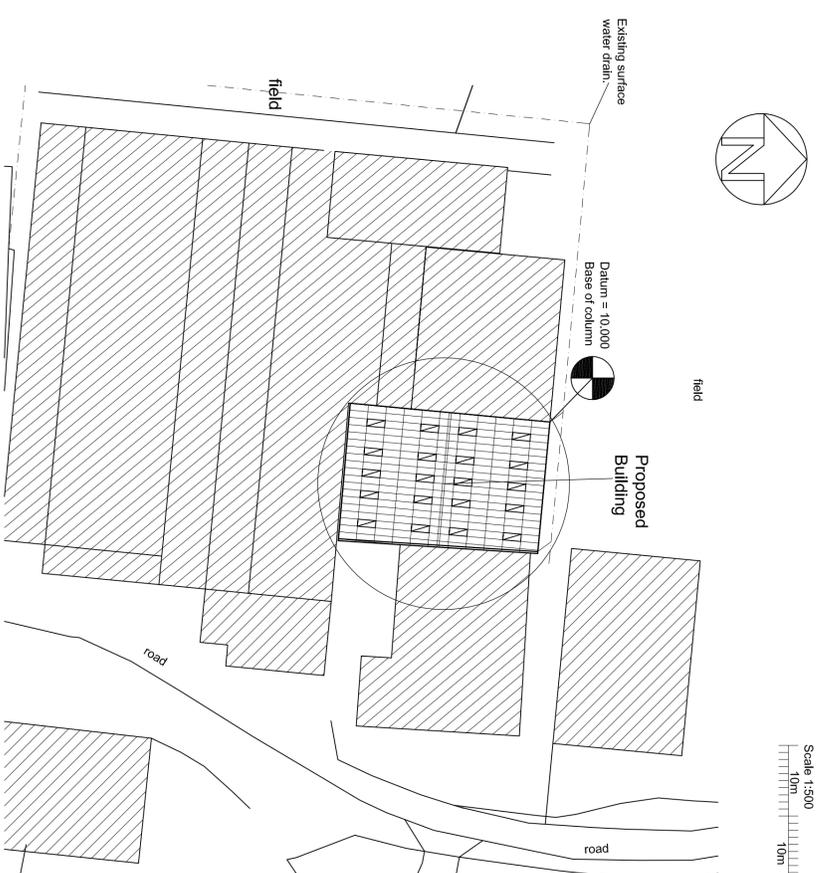 Existing surface
water drain.
field
N
Datum = 10.000
Base of column
field
Proposed
Building
road
Scale 1:500
10m
10m
road